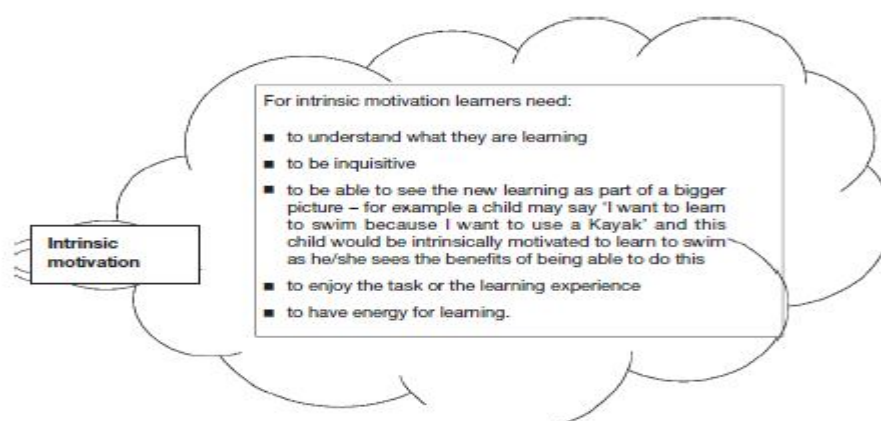 For intrinsic motivation learners need:
■ to understand what they are learning
■ to be inquisitive
■ to be able to see the new learning as part of a bigger
picture – for example a child may say ‘I want to learn
to swim because I want to use a Kayak’ and this
child would be intrinsically motivated to learn to swim
as he/she sees the benefits of being able to do this
■ to enjoy the task or the learning experience
■ to have energy for learning.
Intrinsic
motivation